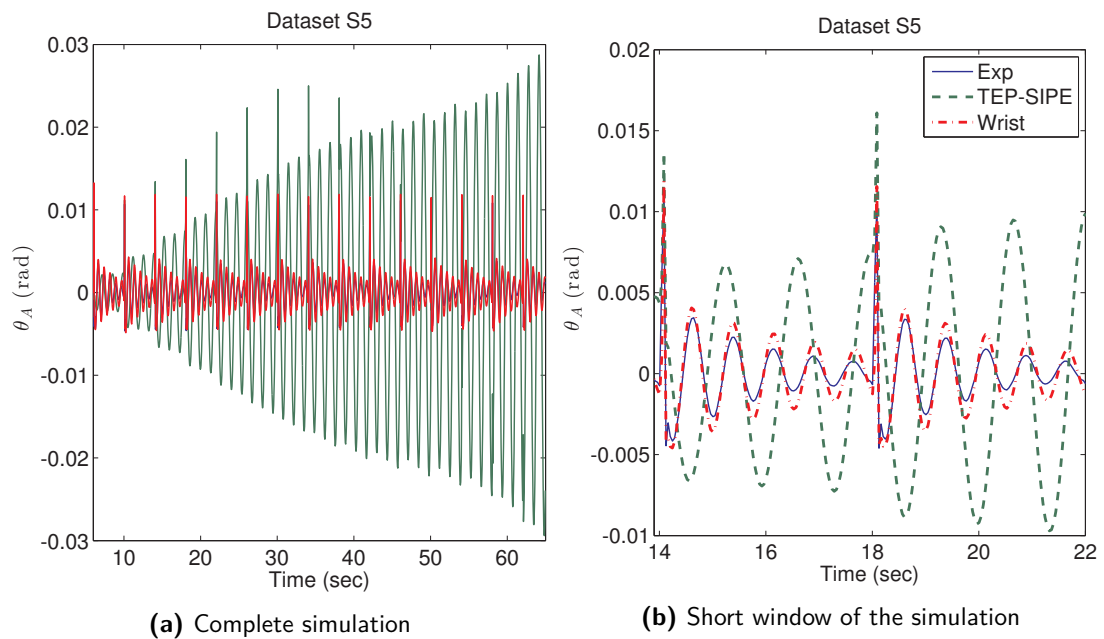 Dataset S5
0.03
0.02
0.01
0
-0.01
-0.02
-0.03
θ_A (rad)
10 20 30 40 50 60
Time (sec)
(a) Complete simulation
Dataset S5
0.02
0.015
0.01
0.005
0
-0.005
-0.01
θ_A (rad)
Exp
TEP-SIPE
Wrist
14 16 18 20 22
Time (sec)
(b) Short window of the simulation